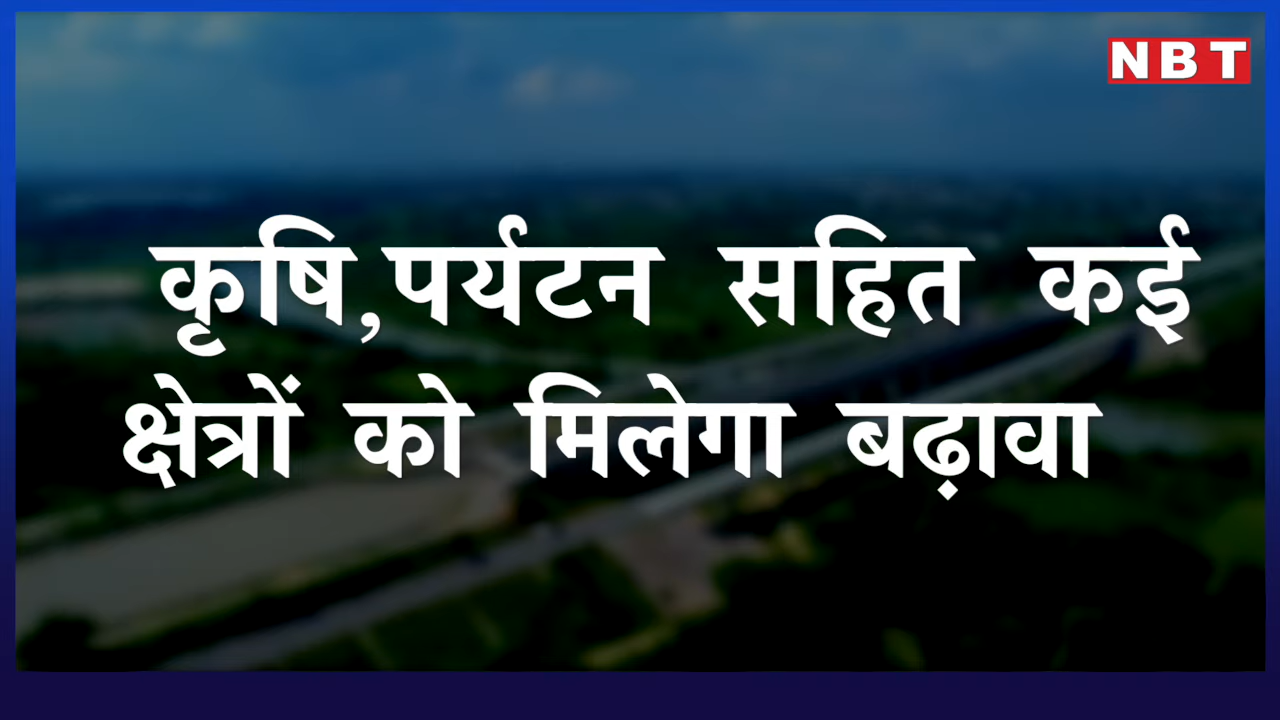 NBT
कृषि,पर्यटन सहित कई
क्षेत्रों को मिलेगा बढ़ावा